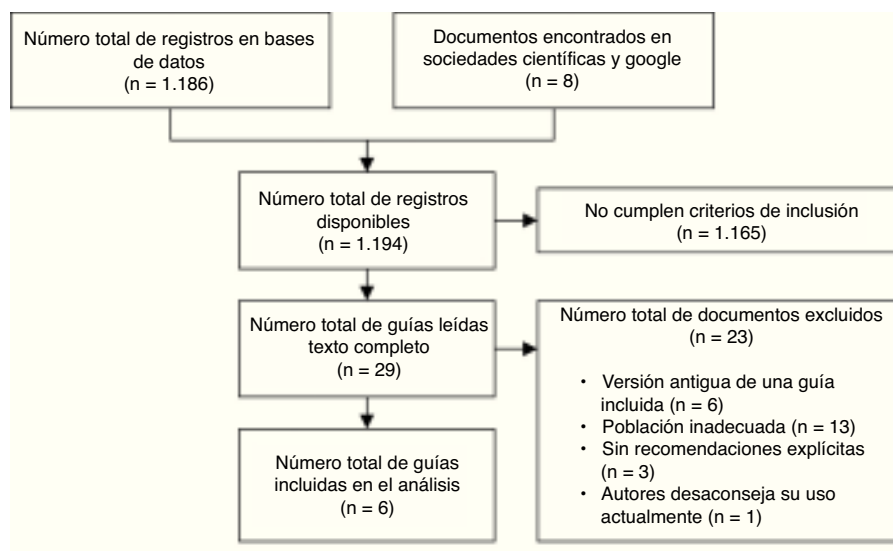 Número total de registros en bases
de datos
(n = 1.186)
Documentos encontrados en
sociedades científicas y google
(n = 8)
Número total de registros
disponibles
(n = 1.194)
No cumplen criterios de inclusión
(n = 1.165)
Número total de guías leídas
texto completo
(n = 29)
Número total de documentos excluidos
(n = 23)
• Versión antigua de una guía
incluida (n = 6)
• Población inadecuada (n = 13)
• Sin recomendaciones explícitas
(n = 3)
• Autores desaconseja su uso
actualmente (n = 1)
Número total de guías
incluidas en el análisis
(n = 6)